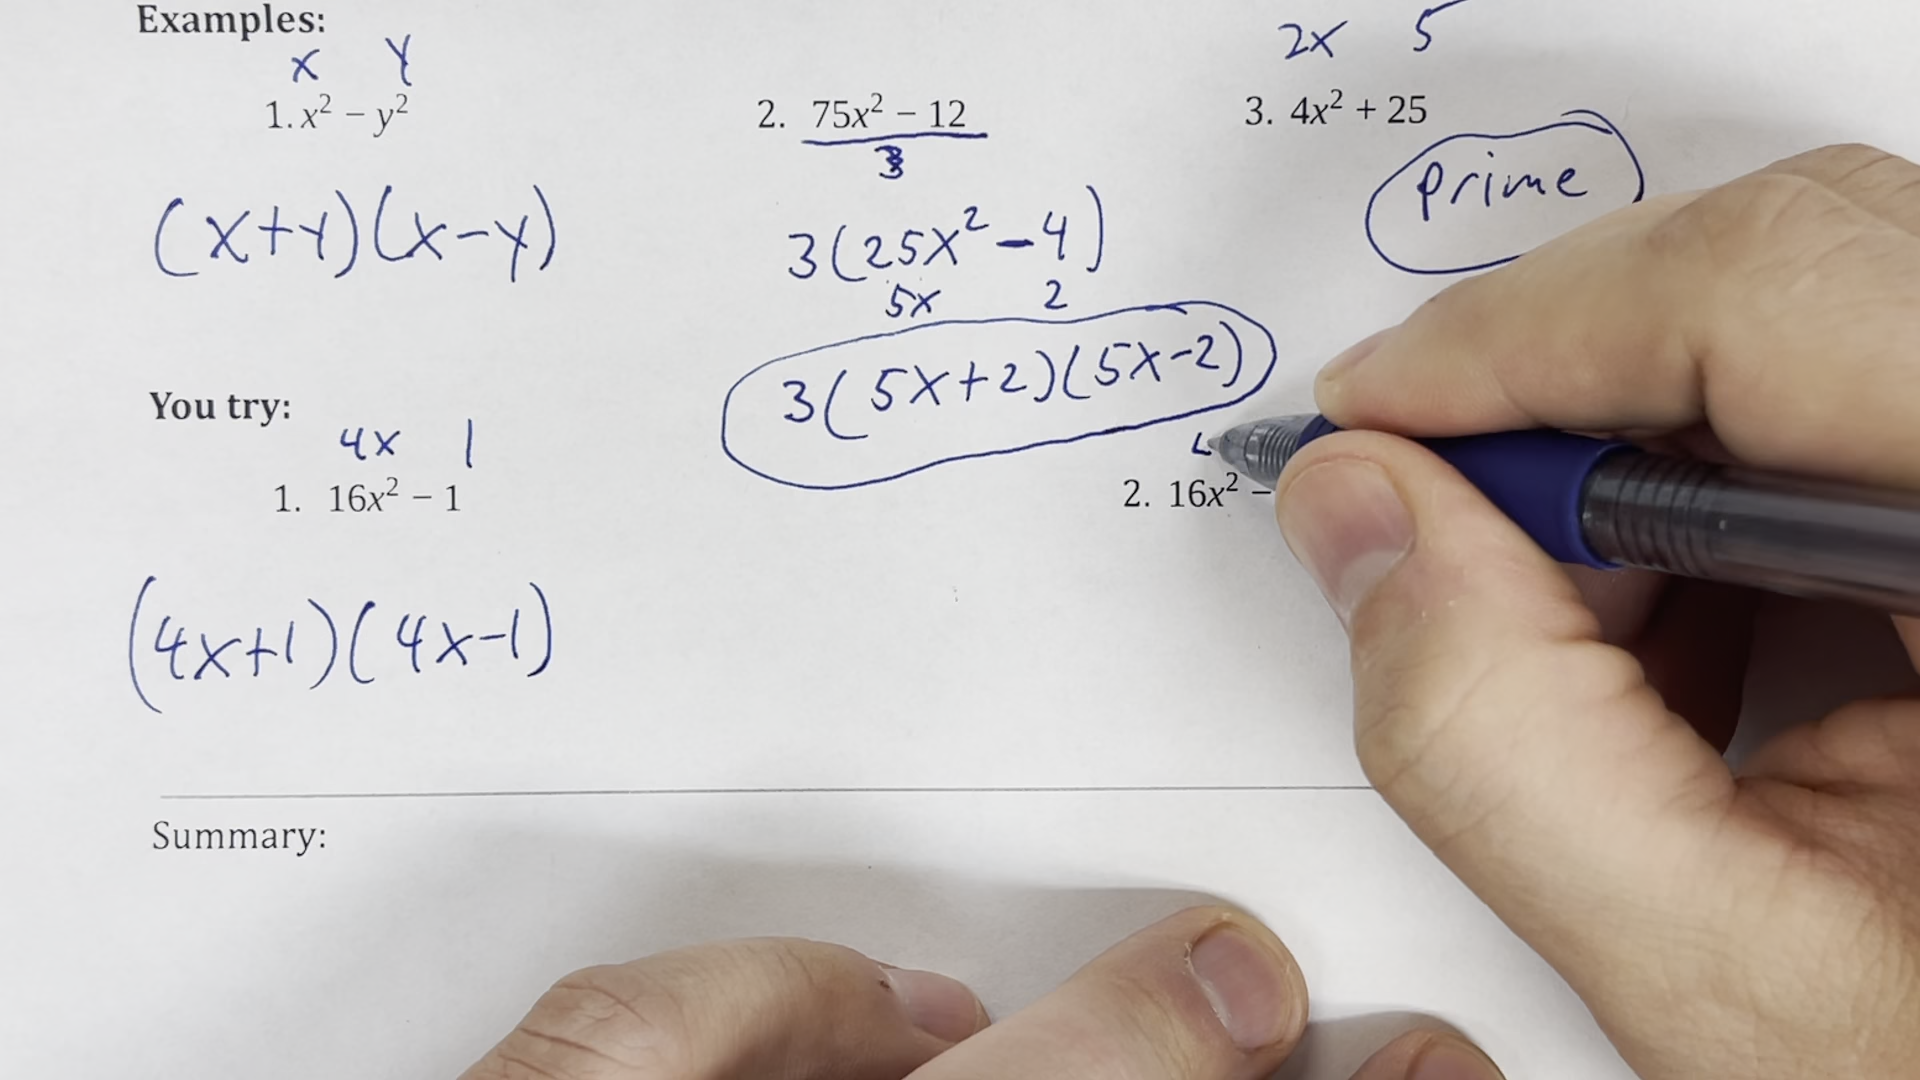 Examples:
x y
1. x² − y²
(x+y)(x−y)
2. 75x² − 12
3
3(25x² − 4)
5x 2
3(5x+2)(5x−2)
2x 5
3. 4x² + 25
prime
You try:
4x 1
1. 16x² − 1
(4x+1)(4x−1)
2. 16x² −
Summary: